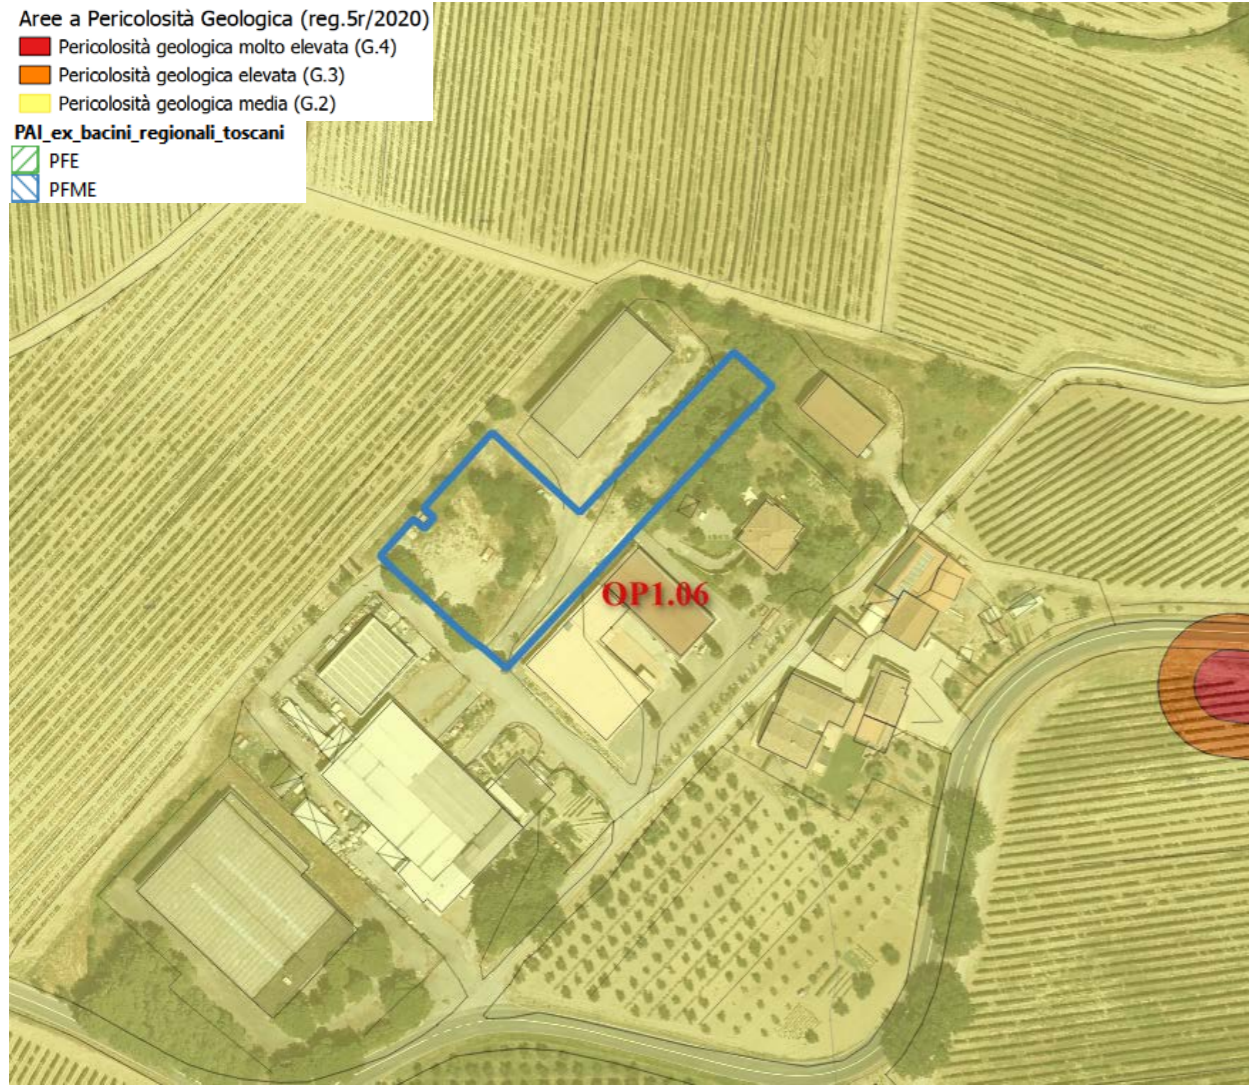 Aree a Pericolosità Geologica (reg.5r/2020)
Pericolosità geologica molto elevata (G.4)
Pericolosità geologica elevata (G.3)
Pericolosità geologica media (G.2)
PAI_ex_bacini_regionali_toscani
PFE
PFME
OP1.06